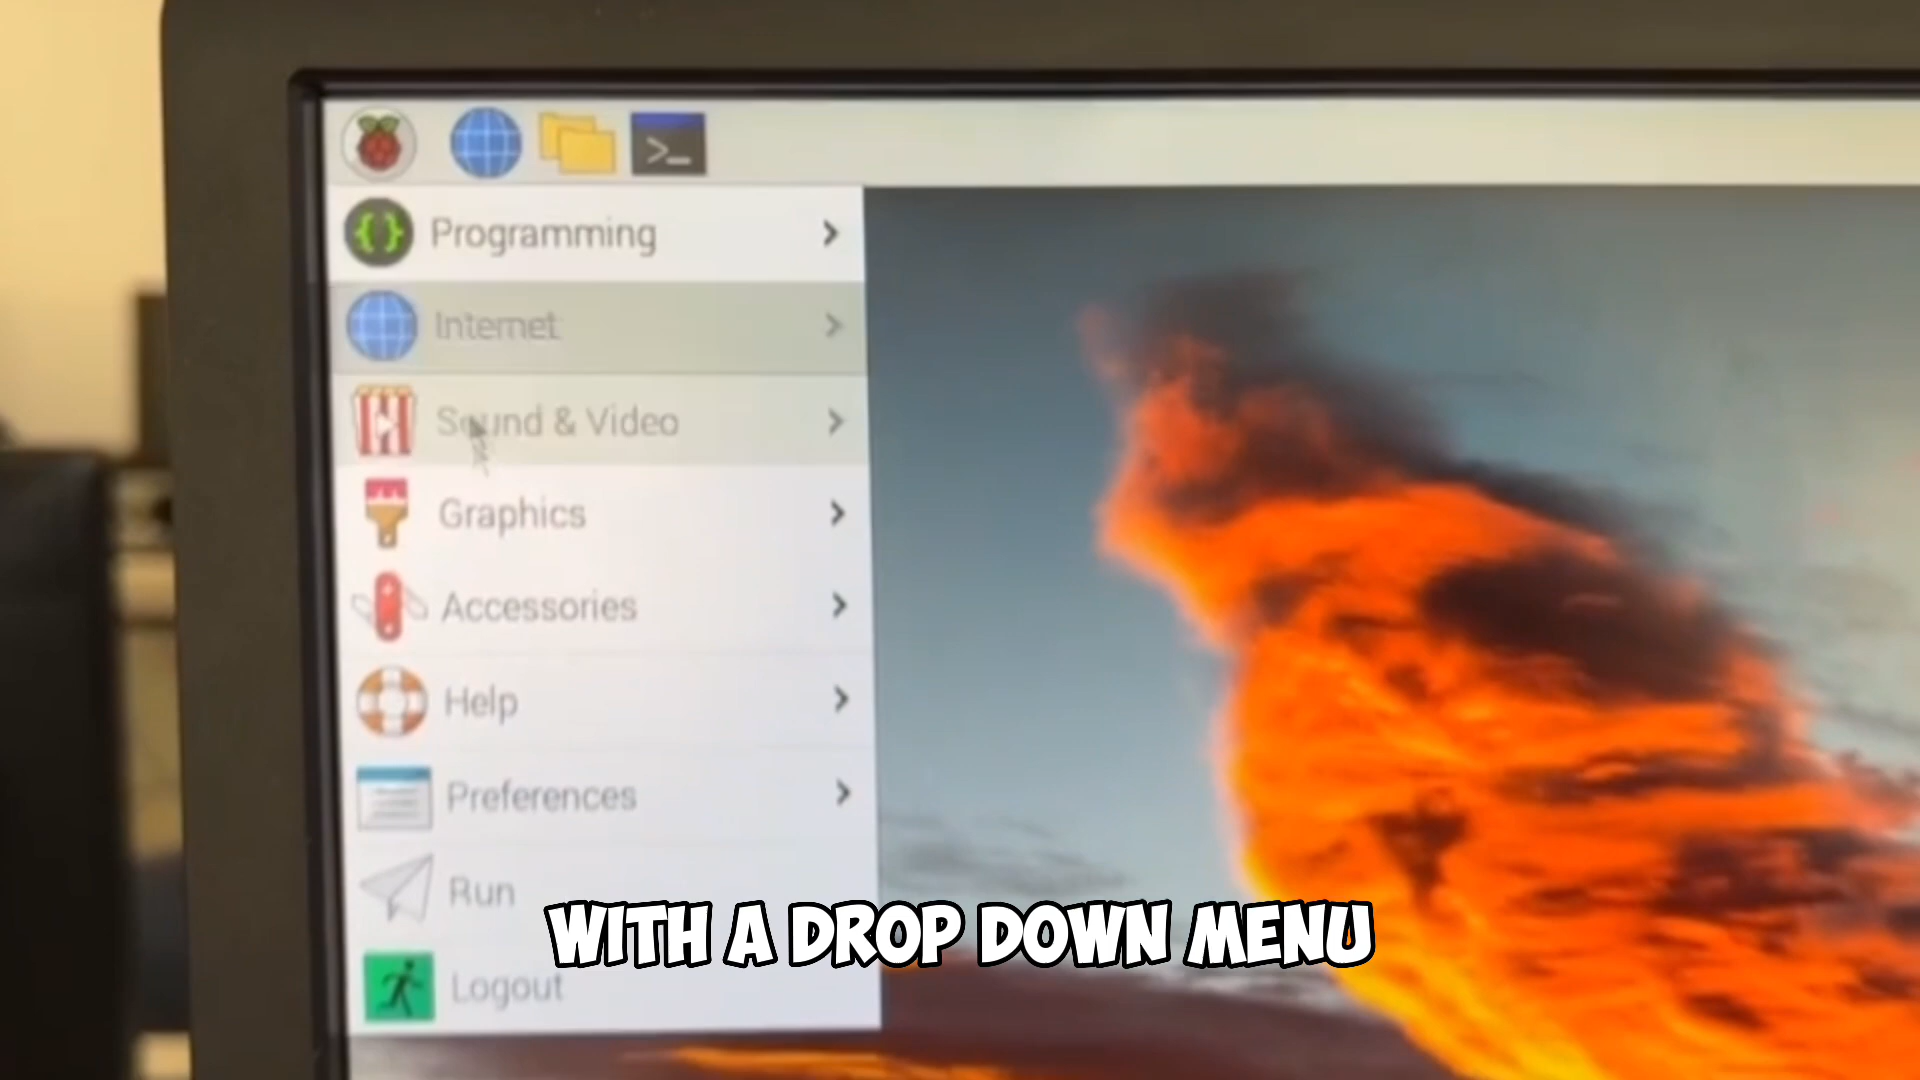 >_
{}
Programming
Internet
Sound & Video
Graphics
Accessories
Help
Preferences
Run
WITH A DROP DOWN MENU
Logout